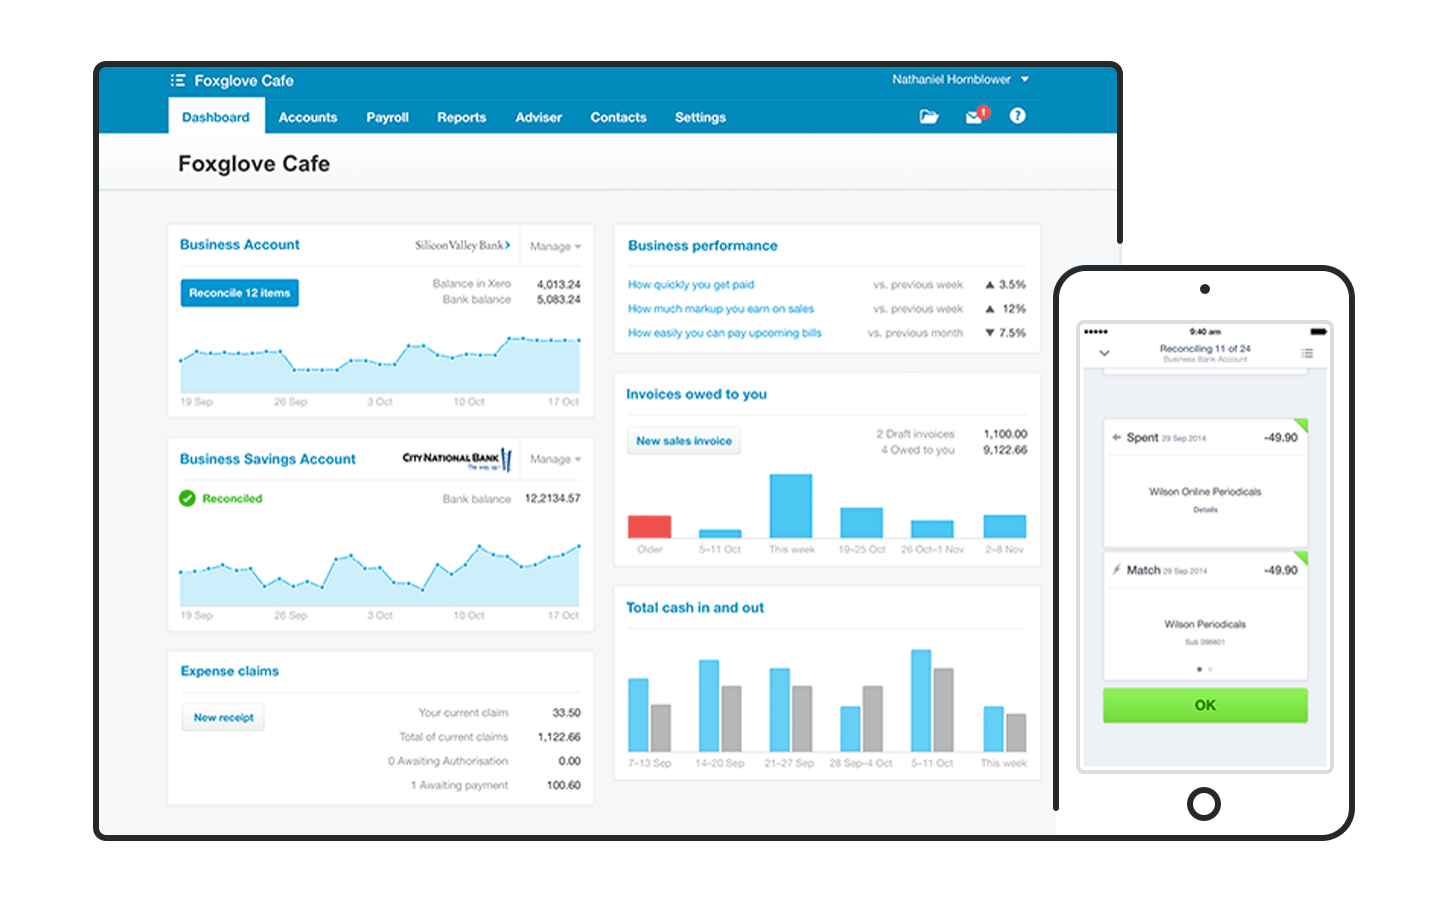 Foxglove Cafe
Nathaniel Hornblower
Dashboard Accounts Payroll Reports Adviser Contacts Settings
1 ?
Foxglove Cafe
Business Account
Silicon Valley Bank
Manage
Reconcile 12 items
Balance in Xero 4,013.24
Bank balance 5,083.24
19 Sep 26 Sep 3 Oct 10 Oct 17 Oct
Business Savings Account
CITY NATIONAL BANK
The way up.
Manage
Reconciled
Bank balance 12,2134.57
19 Sep 26 Sep 3 Oct 10 Oct 17 Oct
Expense claims
New receipt
Your current claim 33.50
Total of current claims 1,122.66
0 Awaiting Authorisation 0.00
1 Awaiting payment 100.60
Business performance
How quickly you get paid vs. previous week ▲ 3.5%
How much markup you earn on sales vs. previous week ▲ 12%
How easily you can pay upcoming bills vs. previous month ▼ 7.5%
Invoices owed to you
New sales invoice
2 Draft invoices 1,100.00
4 Owed to you 9,122.66
Older 5–11 Oct This week 19–25 Oct 26 Oct–1 Nov 2–8 Nov
Total cash in and out
7–13 Sep 14–20 Sep 21–27 Sep 28 Sep–4 Oct 5–11 Oct This week
9:40 am
Reconciling 11 of 24
Business Bank Account
Spent 29 Sep 2014 -49.90
Wilson Online Periodicals
Details
Match 29 Sep 2014 -49.90
Wilson Periodicals
Sub 098801
OK